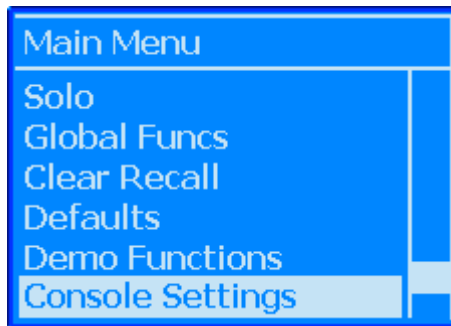 Main Menu
Solo
Global Funcs
Clear Recall
Defaults
Demo Functions
Console Settings